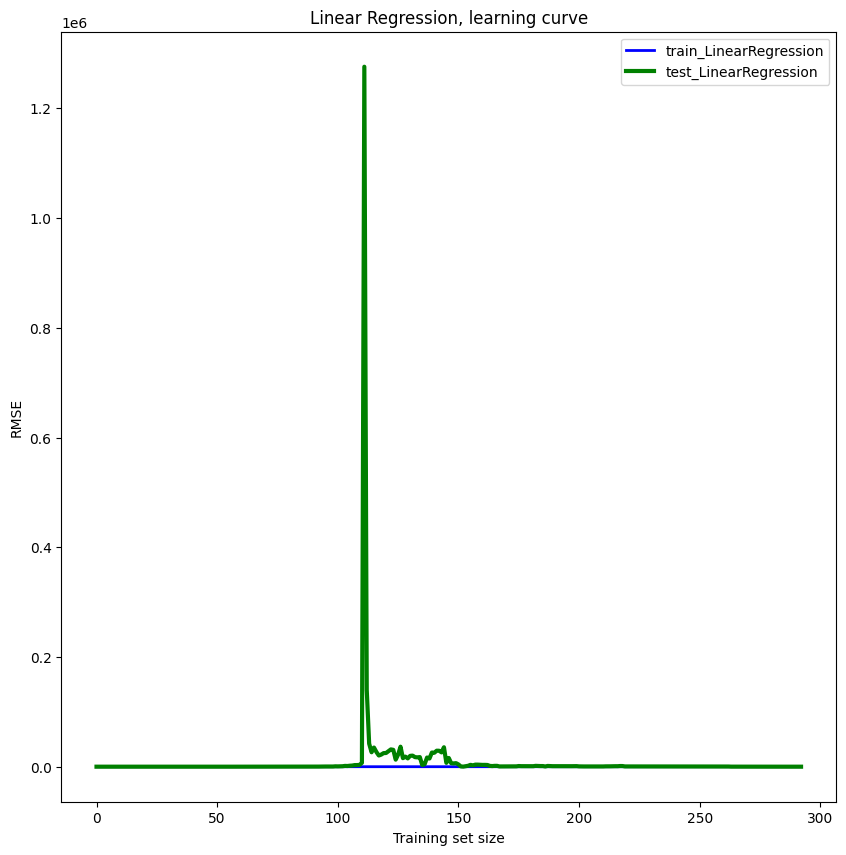 Linear Regression, learning curve
1e6
train_LinearRegression
test_LinearRegression
1.2
1.0
0.8
0.6
0.4
0.2
0.0
RMSE
0 50 100 150 200 250 300
Training set size